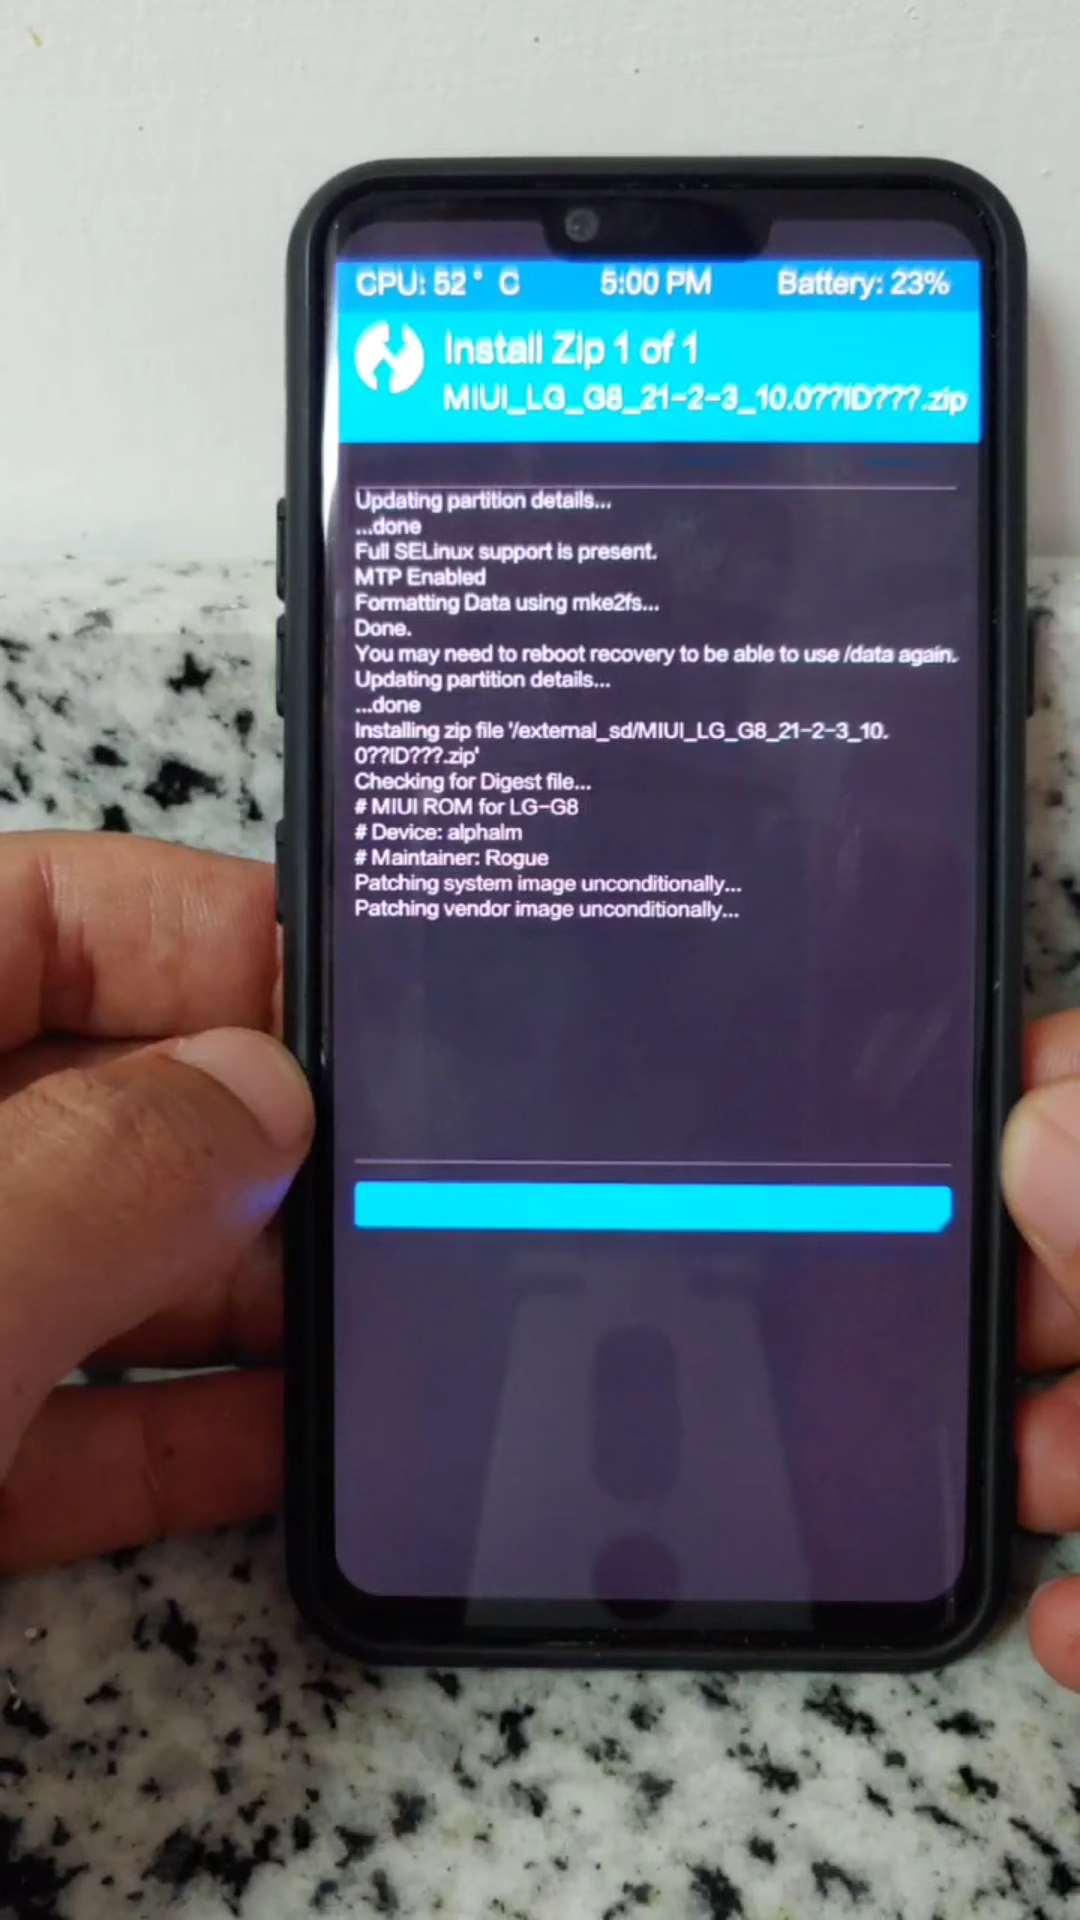 CPU: 52° C 5:00 PM Battery: 23%
Install Zip 1 of 1
MIUI_LG_G8_21-2-3_10.0??ID???.zip
Updating partition details...
...done
Full SELinux support is present.
MTP Enabled
Formatting Data using mke2fs...
Done.
You may need to reboot recovery to be able to use /data again.
Updating partition details...
...done
Installing zip file '/external_sd/MIUI_LG_G8_21-2-3_10.
0??ID???.zip'
Checking for Digest file...
# MIUI ROM for LG-G8
# Device: alphalm
# Maintainer: Rogue
Patching system image unconditionally...
Patching vendor image unconditionally...